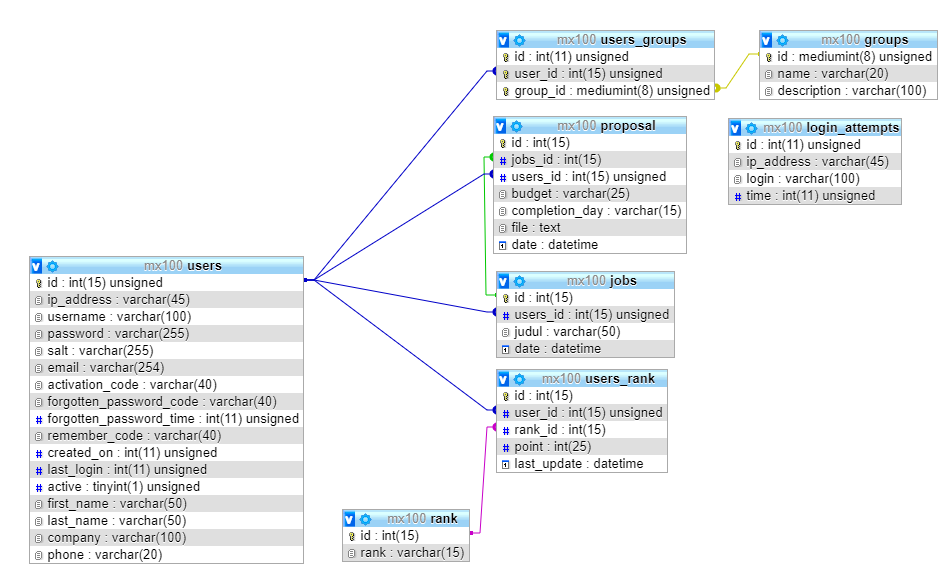 mx100 users_groups
id : int(11) unsigned
user_id : int(15) unsigned
group_id : mediumint(8) unsigned
mx100 groups
id : mediumint(8) unsigned
name : varchar(20)
description : varchar(100)
mx100 proposal
id : int(15)
jobs_id : int(15)
users_id : int(15) unsigned
budget : varchar(25)
completion_day : varchar(15)
file : text
date : datetime
mx100 login_attempts
id : int(11) unsigned
ip_address : varchar(45)
login : varchar(100)
time : int(11) unsigned
mx100 users
id : int(15) unsigned
ip_address : varchar(45)
username : varchar(100)
password : varchar(255)
salt : varchar(255)
email : varchar(254)
activation_code : varchar(40)
forgotten_password_code : varchar(40)
forgotten_password_time : int(11) unsigned
remember_code : varchar(40)
created_on : int(11) unsigned
last_login : int(11) unsigned
active : tinyint(1) unsigned
first_name : varchar(50)
last_name : varchar(50)
company : varchar(100)
phone : varchar(20)
mx100 jobs
id : int(15)
users_id : int(15) unsigned
judul : varchar(50)
date : datetime
mx100 users_rank
id : int(15)
user_id : int(15) unsigned
rank_id : int(15)
point : int(25)
last_update : datetime
mx100 rank
id : int(15)
rank : varchar(15)